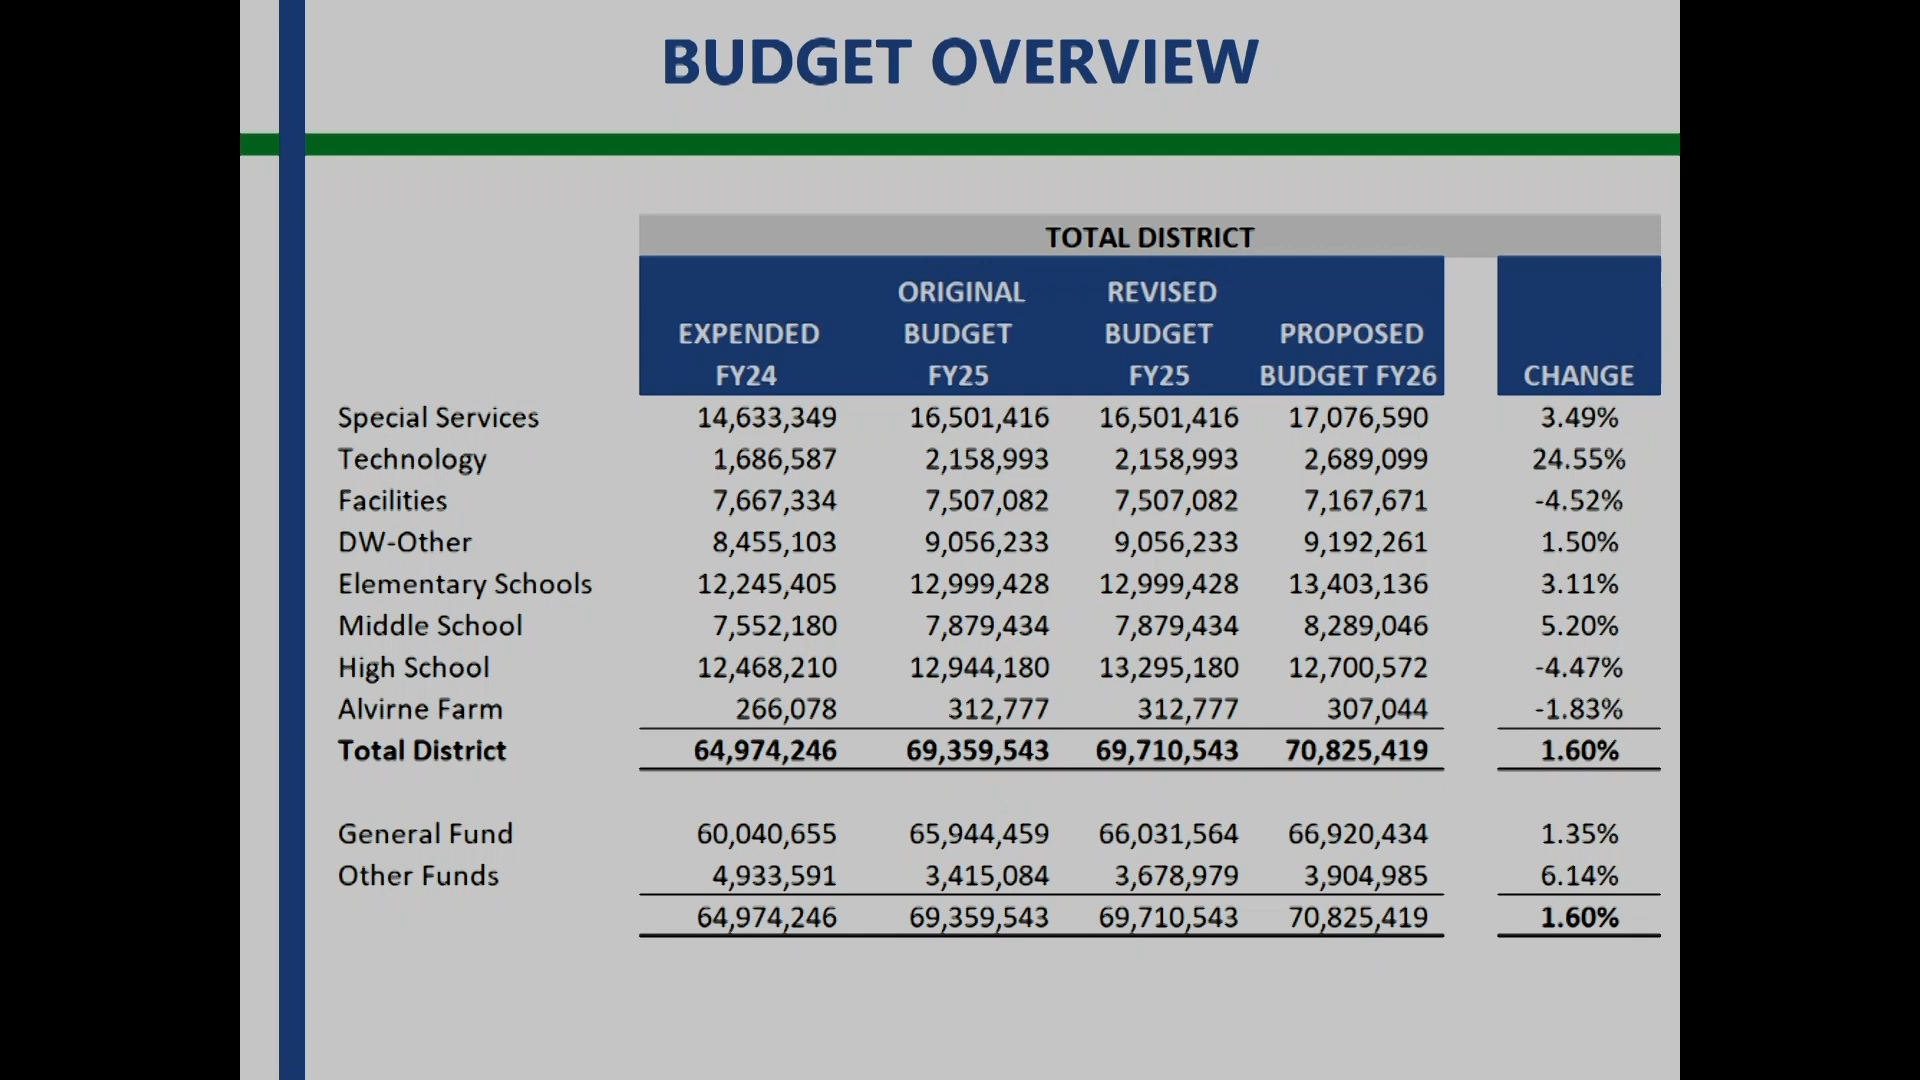 BUDGET OVERVIEW
TOTAL DISTRICT
EXPENDED FY24 ORIGINAL BUDGET FY25 REVISED BUDGET FY25 PROPOSED BUDGET FY26 CHANGE
Special Services 14,633,349 16,501,416 16,501,416 17,076,590 3.49%
Technology 1,686,587 2,158,993 2,158,993 2,689,099 24.55%
Facilities 7,667,334 7,507,082 7,507,082 7,167,671 -4.52%
DW-Other 8,455,103 9,056,233 9,056,233 9,192,261 1.50%
Elementary Schools 12,245,405 12,999,428 12,999,428 13,403,136 3.11%
Middle School 7,552,180 7,879,434 7,879,434 8,289,046 5.20%
High School 12,468,210 12,944,180 13,295,180 12,700,572 -4.47%
Alvirne Farm 266,078 312,777 312,777 307,044 -1.83%
Total District 64,974,246 69,359,543 69,710,543 70,825,419 1.60%
General Fund 60,040,655 65,944,459 66,031,564 66,920,434 1.35%
Other Funds 4,933,591 3,415,084 3,678,979 3,904,985 6.14%
64,974,246 69,359,543 69,710,543 70,825,419 1.60%